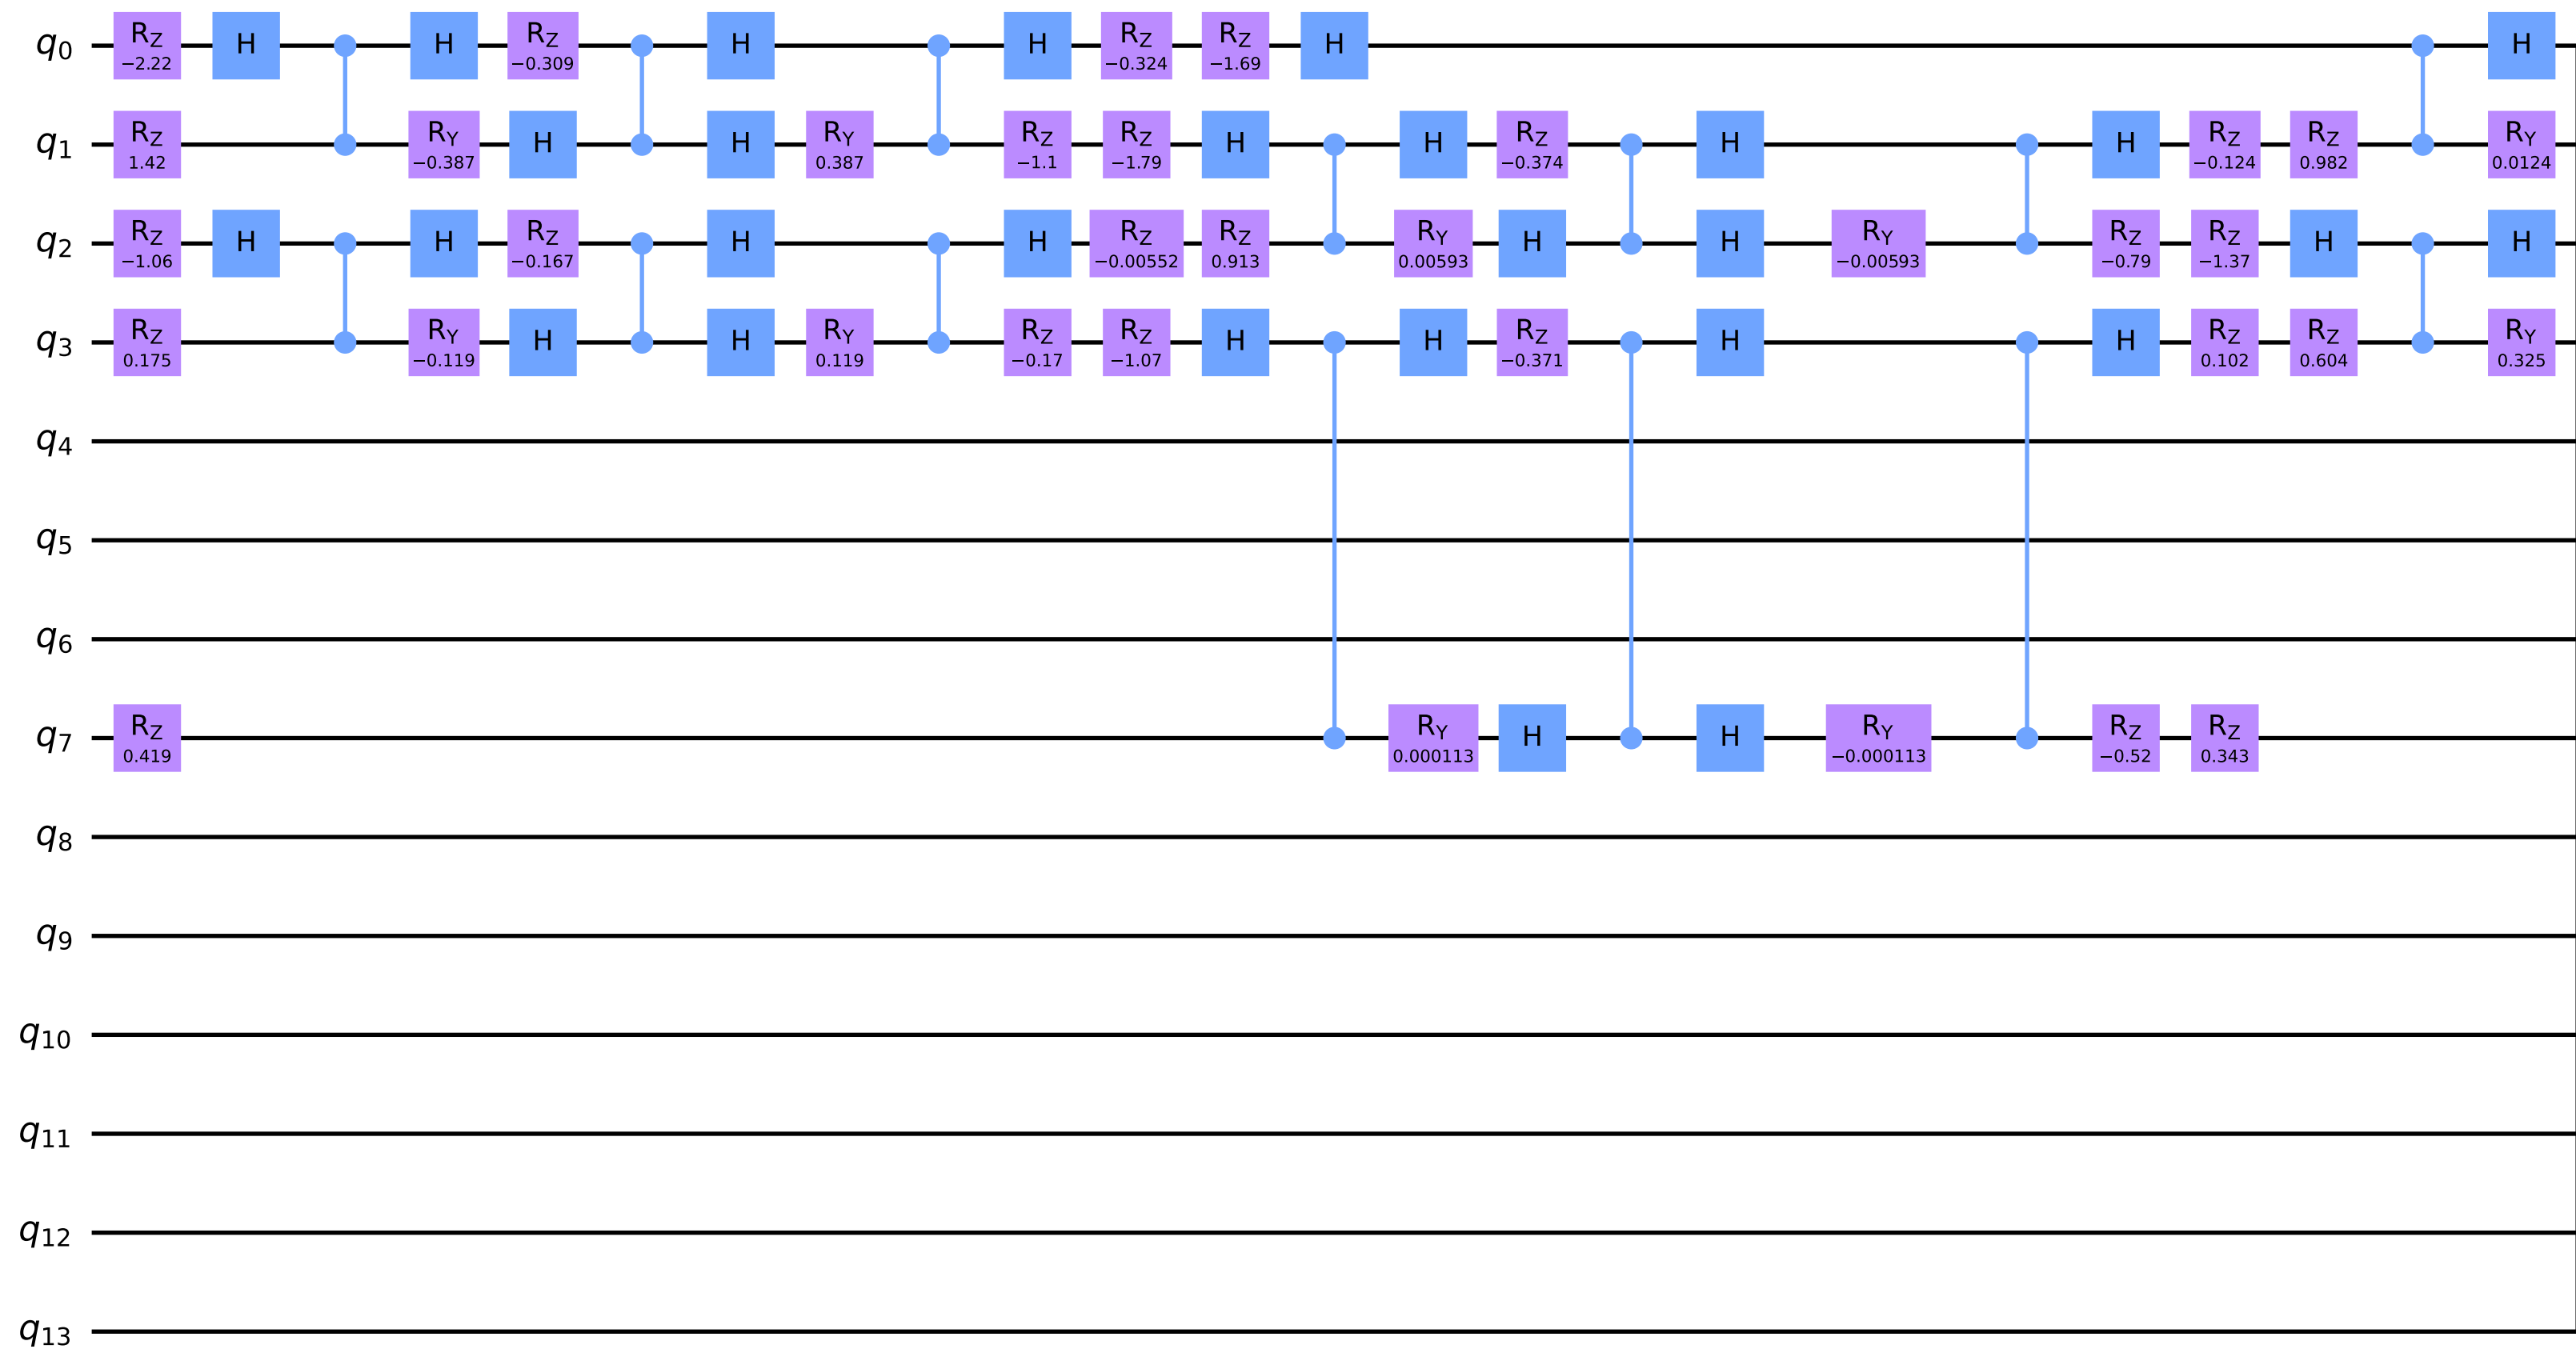 q0 RZ −2.22 H H RZ −0.309 H H RZ −0.324 RZ −1.69 H H
q1 RZ 1.42 RY −0.387 H H RY 0.387 RZ −1.1 RZ −1.79 H H RZ −0.374 H H RZ −0.124 RZ 0.982 RY 0.0124
q2 RZ −1.06 H H RZ −0.167 H H RZ −0.00552 RZ 0.913 RY 0.00593 H H RY −0.00593 RZ −0.79 RZ −1.37 H H
q3 RZ 0.175 RY −0.119 H H RY 0.119 RZ −0.17 RZ −1.07 H H RZ −0.371 H H RZ 0.102 RZ 0.604 RY 0.325
q4
q5
q6
q7 RZ 0.419 RY 0.000113 H H RY −0.000113 RZ −0.52 RZ 0.343
q8
q9
q10
q11
q12
q13